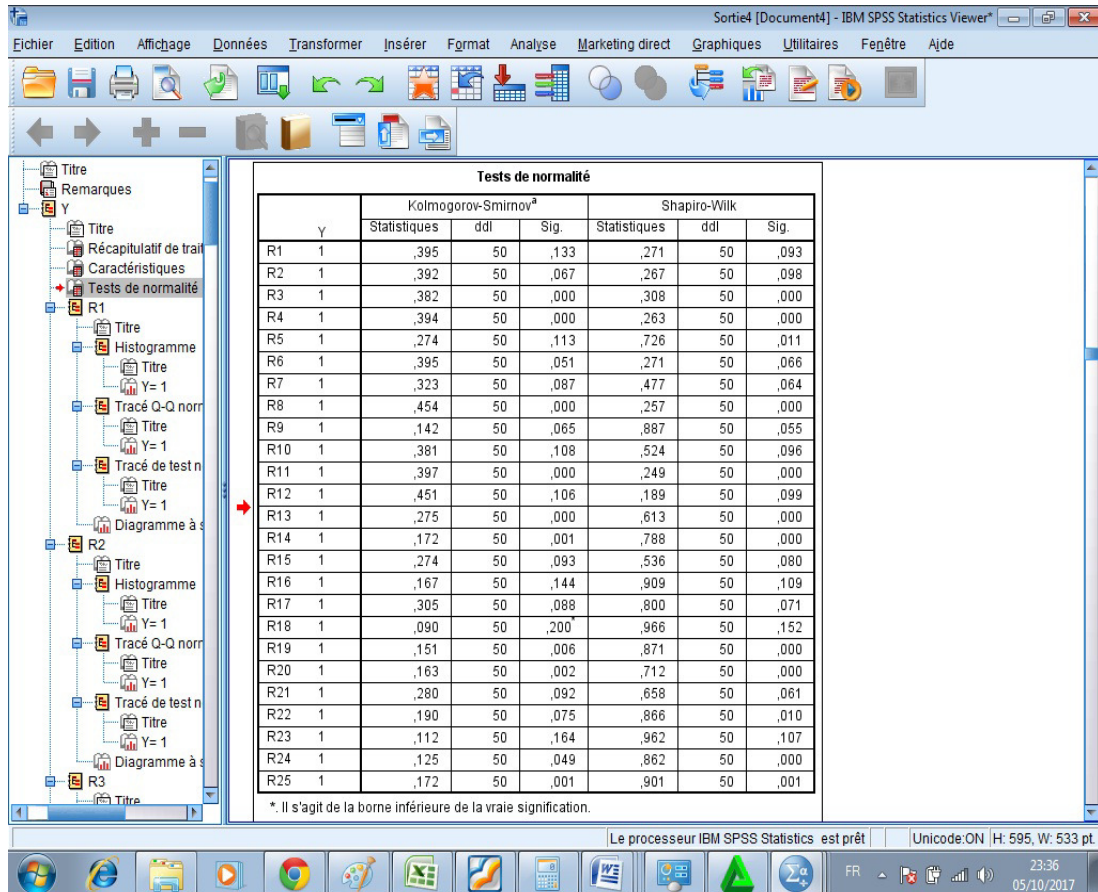 Sortie4 [Document4] - IBM SPSS Statistics Viewer*
Fichier Edition Affichage Données Transformer Insérer Format Analyse Marketing direct Graphiques Utilitaires Fenêtre Aide
Titre
Remarques
Y
Titre
Récapitulatif de trait
Caractéristiques
Tests de normalité
R1
Titre
Histogramme
Titre
Y= 1
Tracé Q-Q norr
Titre
Y= 1
Tracé de test n
Titre
Y= 1
Diagramme à s
R2
Titre
Histogramme
Titre
Y= 1
Tracé Q-Q norr
Titre
Y= 1
Tracé de test n
Titre
Y= 1
Diagramme à s
R3
Titre
Tests de normalité
Kolmogorov-Smirnov a Shapiro-Wilk
Y Statistiques ddl Sig. Statistiques ddl Sig.
R1 1 ,395 50 ,133 ,271 50 ,093
R2 1 ,392 50 ,067 ,267 50 ,098
R3 1 ,382 50 ,000 ,308 50 ,000
R4 1 ,394 50 ,000 ,263 50 ,000
R5 1 ,274 50 ,113 ,726 50 ,011
R6 1 ,395 50 ,051 ,271 50 ,066
R7 1 ,323 50 ,087 ,477 50 ,064
R8 1 ,454 50 ,000 ,257 50 ,000
R9 1 ,142 50 ,065 ,887 50 ,055
R10 1 ,381 50 ,108 ,524 50 ,096
R11 1 ,397 50 ,000 ,249 50 ,000
R12 1 ,451 50 ,106 ,189 50 ,099
R13 1 ,275 50 ,000 ,613 50 ,000
R14 1 ,172 50 ,001 ,788 50 ,000
R15 1 ,274 50 ,093 ,536 50 ,080
R16 1 ,167 50 ,144 ,909 50 ,109
R17 1 ,305 50 ,088 ,800 50 ,071
R18 1 ,090 50 ,200* ,966 50 ,152
R19 1 ,151 50 ,006 ,871 50 ,000
R20 1 ,163 50 ,002 ,712 50 ,000
R21 1 ,280 50 ,092 ,658 50 ,061
R22 1 ,190 50 ,075 ,866 50 ,010
R23 1 ,112 50 ,164 ,962 50 ,107
R24 1 ,125 50 ,049 ,862 50 ,000
R25 1 ,172 50 ,001 ,901 50 ,001
*. Il s'agit de la borne inférieure de la vraie signification.
Le processeur IBM SPSS Statistics est prêt Unicode:ON H: 595, W: 533 pt.
FR 23:36
05/10/2017